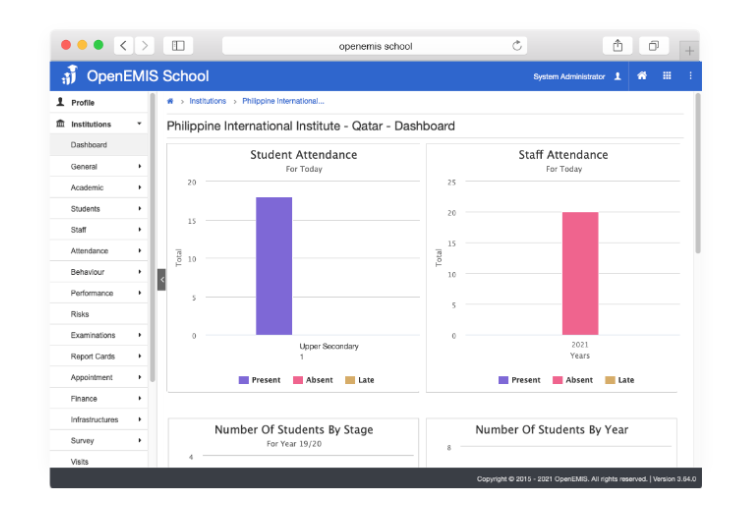 openemis school
OpenEMIS School
System Administrator
Profile
Institutions
Dashboard
General
Academic
Students
Staff
Attendance
Behaviour
Performance
Risks
Examinations
Report Cards
Appointment
Finance
Infrastructures
Survey
Visits
Institutions > Philippine International...
Philippine International Institute - Qatar - Dashboard
Student Attendance
For Today
Total
20
15
10
5
0
Upper Secondary
1
Present Absent Late
Staff Attendance
For Today
Total
25
20
15
10
5
0
2021
Years
Present Absent Late
Number Of Students By Stage
For Year 19/20
4
Number Of Students By Year
8
Copyright © 2015 - 2021 OpenEMIS. All rights reserved. | Version 3.64.0